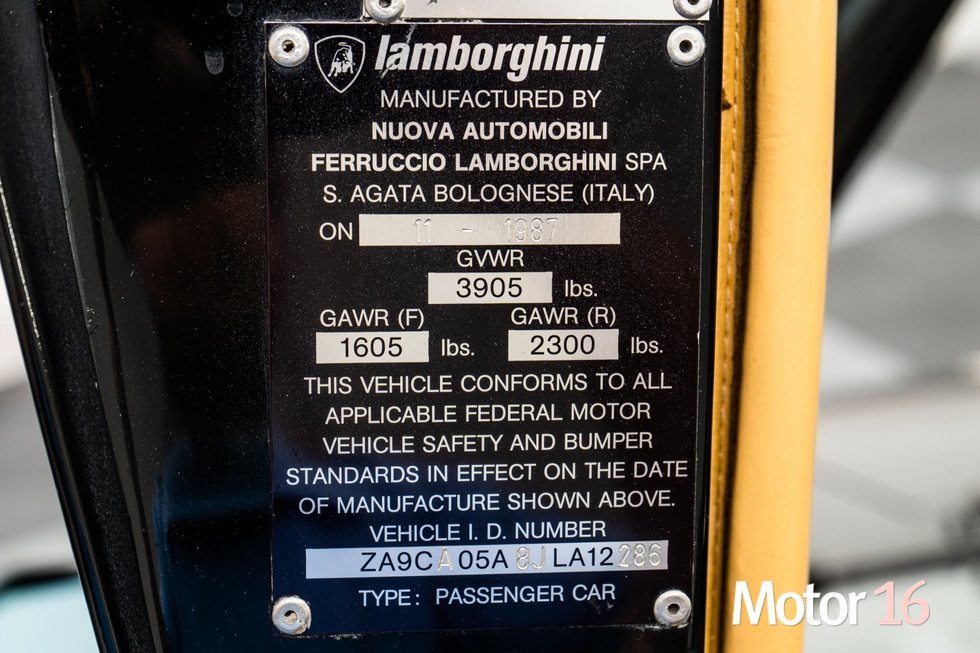 lamborghini
MANUFACTURED BY
NUOVA AUTOMOBILI
FERRUCCIO LAMBORGHINI SPA
S. AGATA BOLOGNESE (ITALY)
ON 11 - 1987
GVWR
3905 lbs.
GAWR (F) GAWR (R)
1605 lbs. 2300 lbs.
THIS VEHICLE CONFORMS TO ALL
APPLICABLE FEDERAL MOTOR
VEHICLE SAFETY AND BUMPER
STANDARDS IN EFFECT ON THE DATE
OF MANUFACTURE SHOWN ABOVE.
VEHICLE I. D. NUMBER
ZA9CA05A8JLA12286
TYPE: PASSENGER CAR
Motor 16